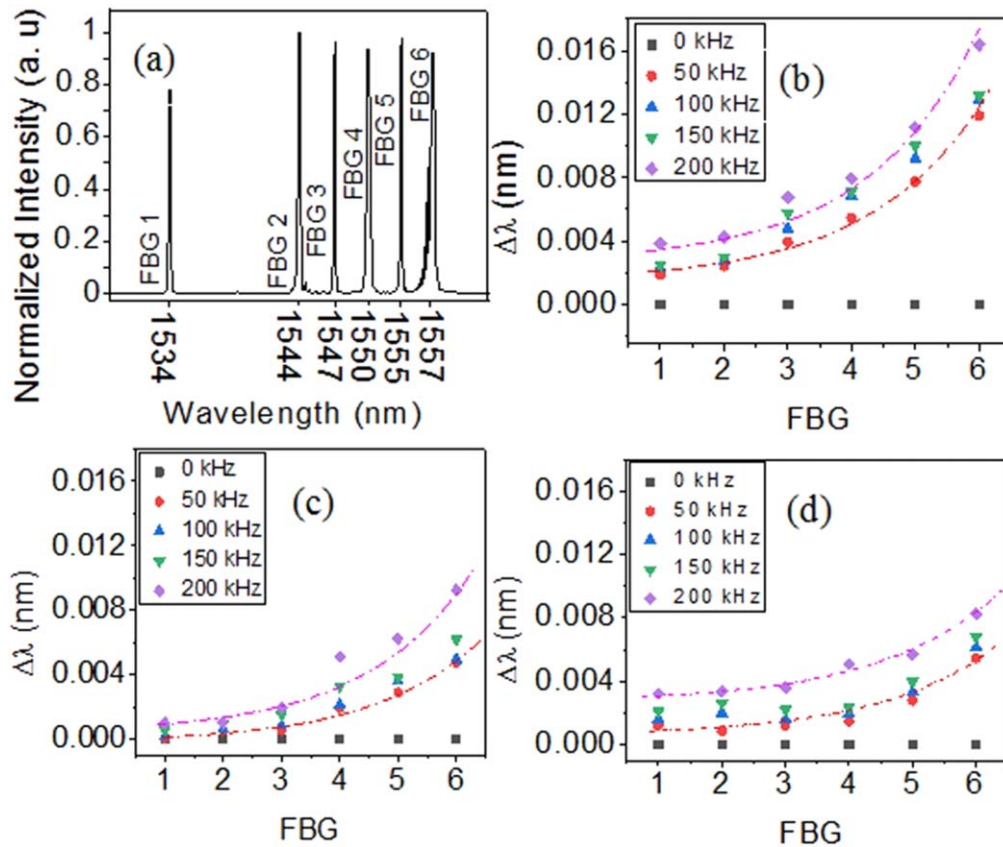 Normalized Intensity (a. u)
(a)
1
0.8
0.6
0.4
0.2
0
FBG 1
FBG 2
FBG 3
FBG 4
FBG 5
FBG 6
1534
1544
1547
1550
1555
1557
Wavelength (nm)
(b)
0 kHz
50 kHz
100 kHz
150 kHz
200 kHz
Δλ (nm)
0.016
0.012
0.008
0.004
0.000
1 2 3 4 5 6
FBG
(c)
0 kHz
50 kHz
100 kHz
150 kHz
200 kHz
Δλ (nm)
0.016
0.012
0.008
0.004
0.000
1 2 3 4 5 6
FBG
(d)
0 kHz
50 kHz
100 kHz
150 kHz
200 kHz
Δλ (nm)
0.016
0.012
0.008
0.004
0.000
1 2 3 4 5 6
FBG